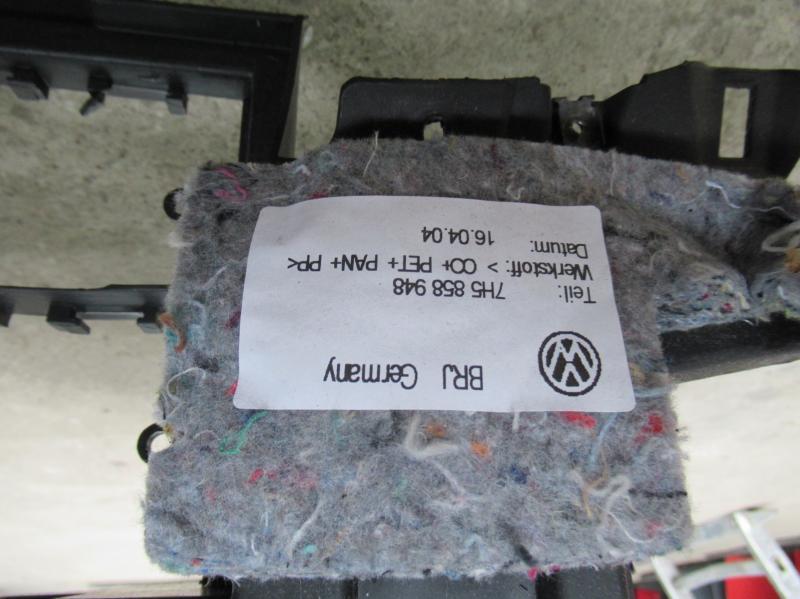 BRJ Germany
Teil: 7H5 858 948
Werkstoff: > CO+ PET+ PAN+ PP<
Datum: 16.04.04